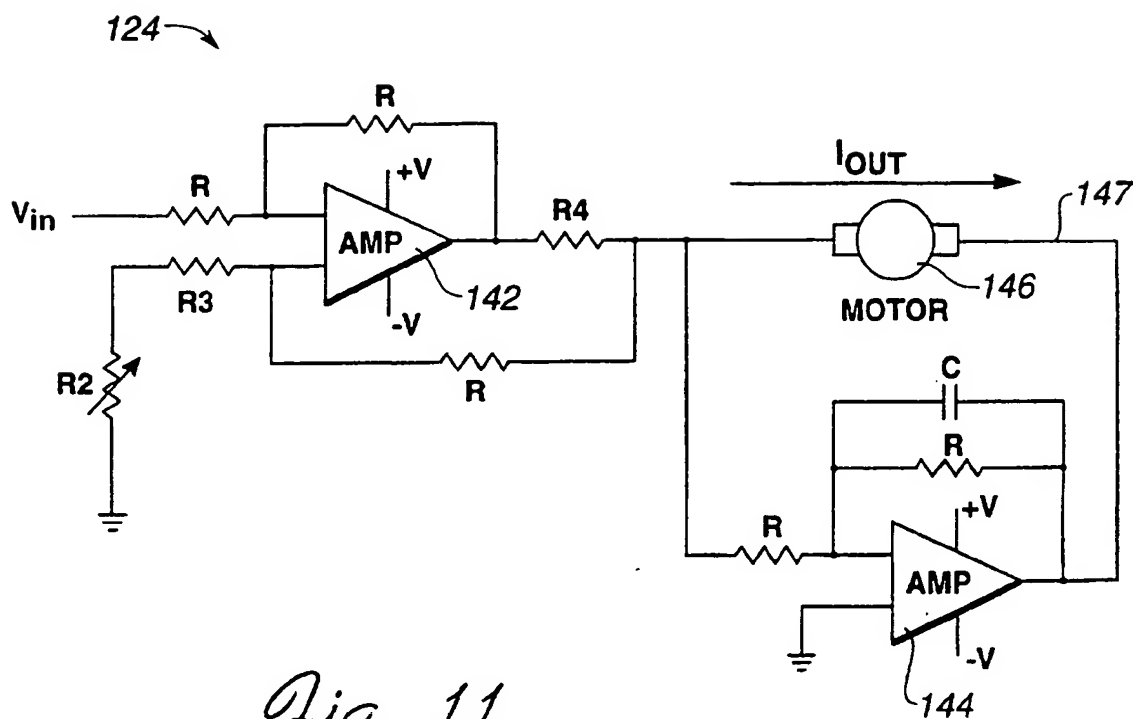 124
R
+V
Vin
R
AMP
R4
IOUT
147
R3
142
146
-V
MOTOR
R2
R
C
R
+V
R
AMP
-V
144
Fig. 11